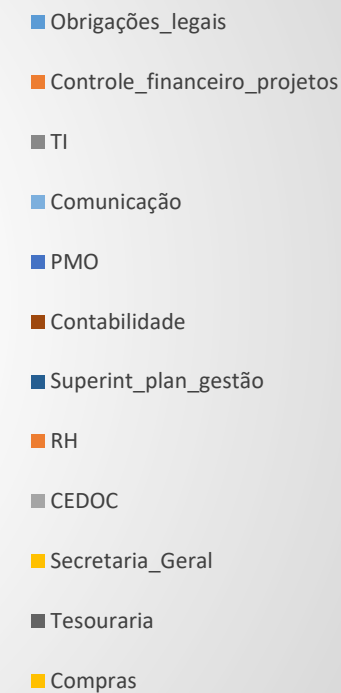 Obrigações_legais
Controle_financeiro_projetos
TI
Comunicação
PMO
Contabilidade
Superint_plan_gestão
RH
CEDOC
Secretaria_Geral
Tesouraria
Compras